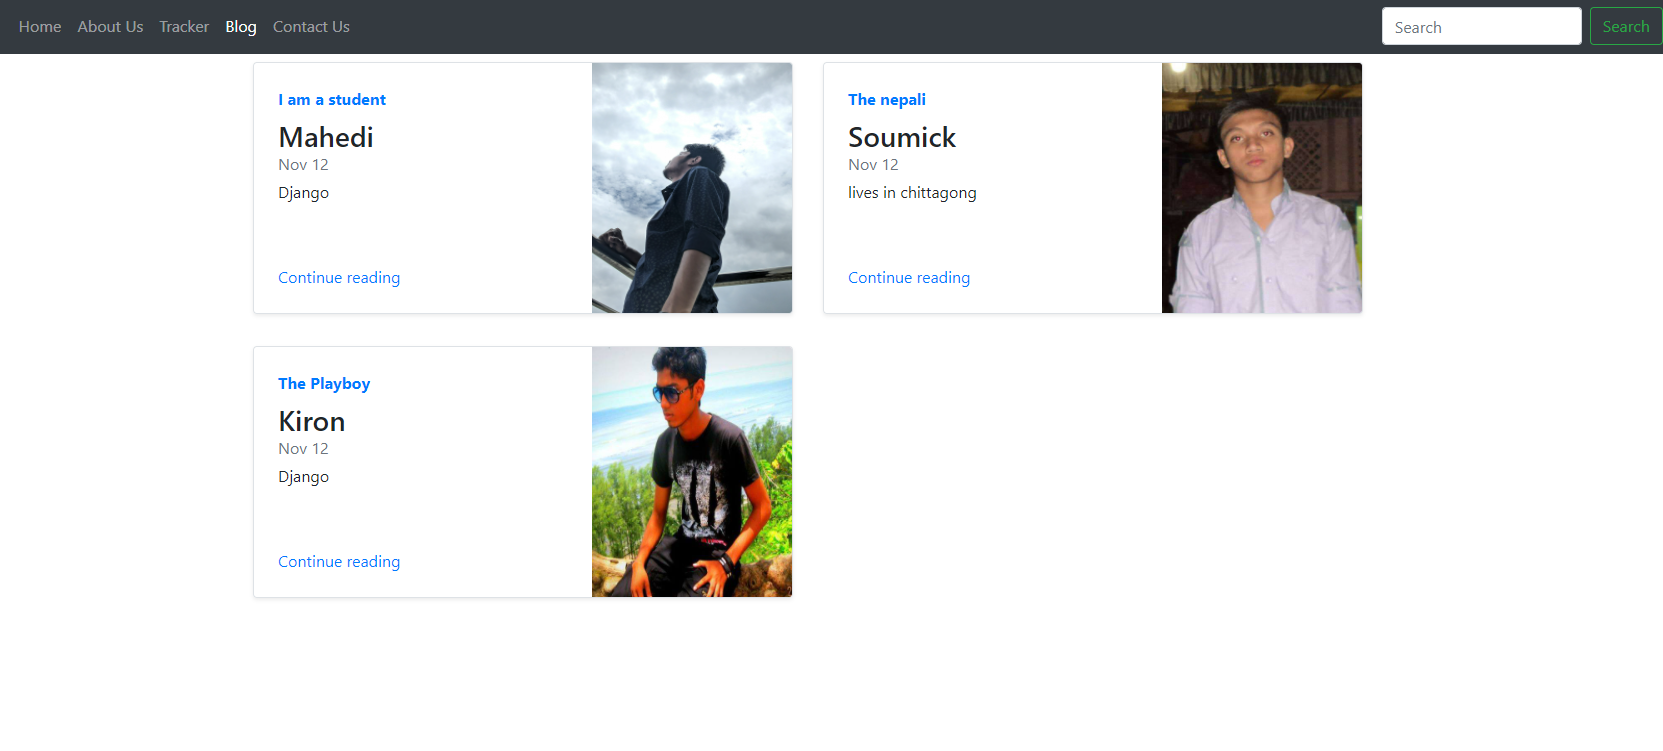 Home About Us Tracker Blog Contact Us Search Search
I am a student
Mahedi
Nov 12
Django
Continue reading
The nepali
Soumick
Nov 12
lives in chittagong
Continue reading
The Playboy
Kiron
Nov 12
Django
Continue reading